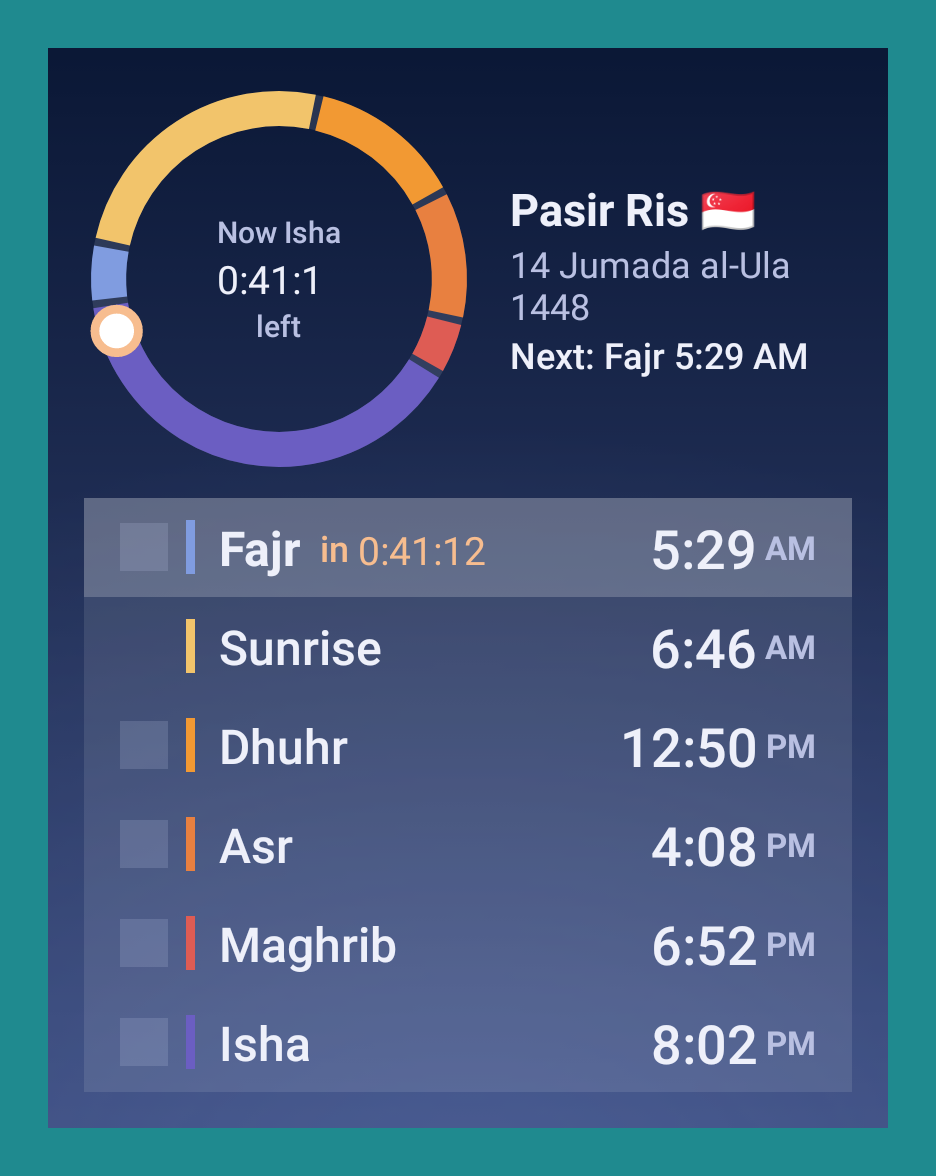 Now Isha
0:41:1
left
Pasir Ris 🇸🇬
14 Jumada al-Ula
1448
Next: Fajr 5:29 AM
Fajr in 0:41:12 5:29 AM
Sunrise 6:46 AM
Dhuhr 12:50 PM
Asr 4:08 PM
Maghrib 6:52 PM
Isha 8:02 PM